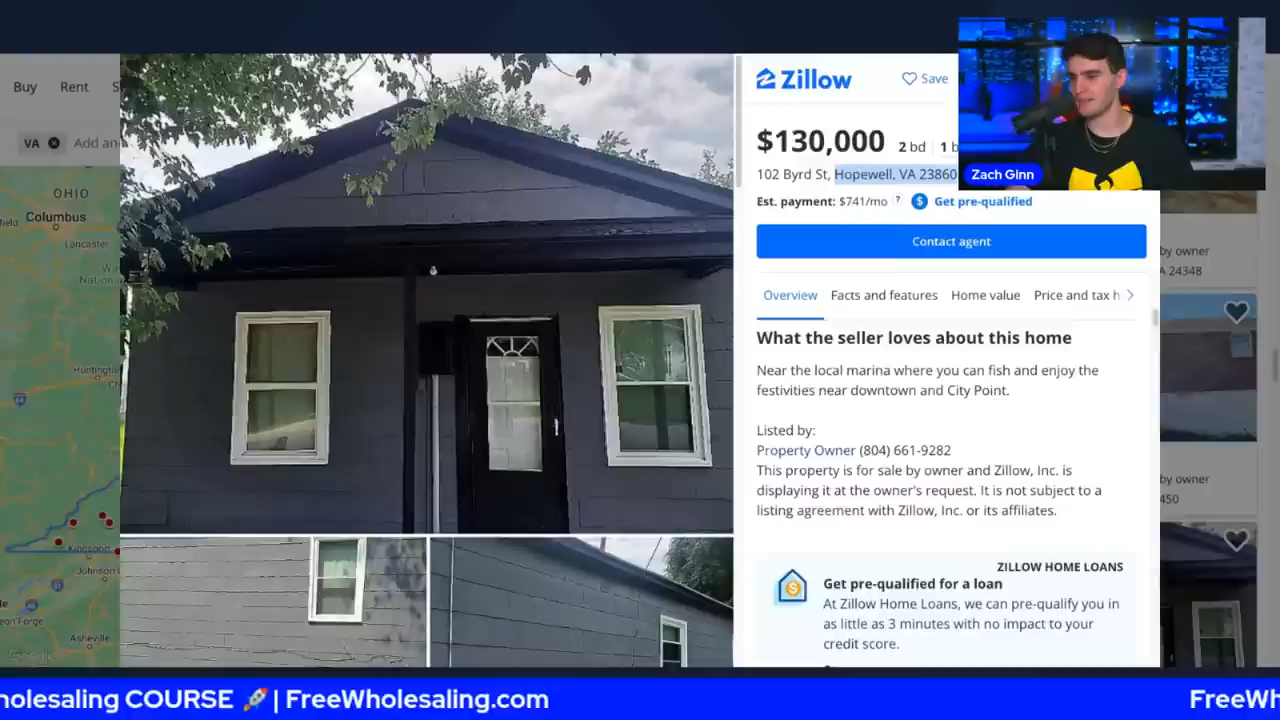 Buy Rent S
VA Add an
OHIO
Columbus
Lancaster
Nation
Huntington
Kingsport
Johnson
Asheville
Google
Zillow
Save
$130,000 2 bd 1 b
102 Byrd St, Hopewell, VA 23860
Est. payment: $741/mo ? $ Get pre-qualified
Contact agent
Overview Facts and features Home value Price and tax h
What the seller loves about this home
Near the local marina where you can fish and enjoy the
festivities near downtown and City Point.
Listed by:
Property Owner (804) 661-9282
This property is for sale by owner and Zillow, Inc. is
displaying it at the owner's request. It is not subject to a
listing agreement with Zillow, Inc. or its affiliates.
ZILLOW HOME LOANS
Get pre-qualified for a loan
At Zillow Home Loans, we can pre-qualify you in
as little as 3 minutes with no impact to your
credit score.
Zach Ginn
by owner
A 24348
by owner
450
holesaling COURSE 🚀 | FreeWholesaling.com
FreeWh